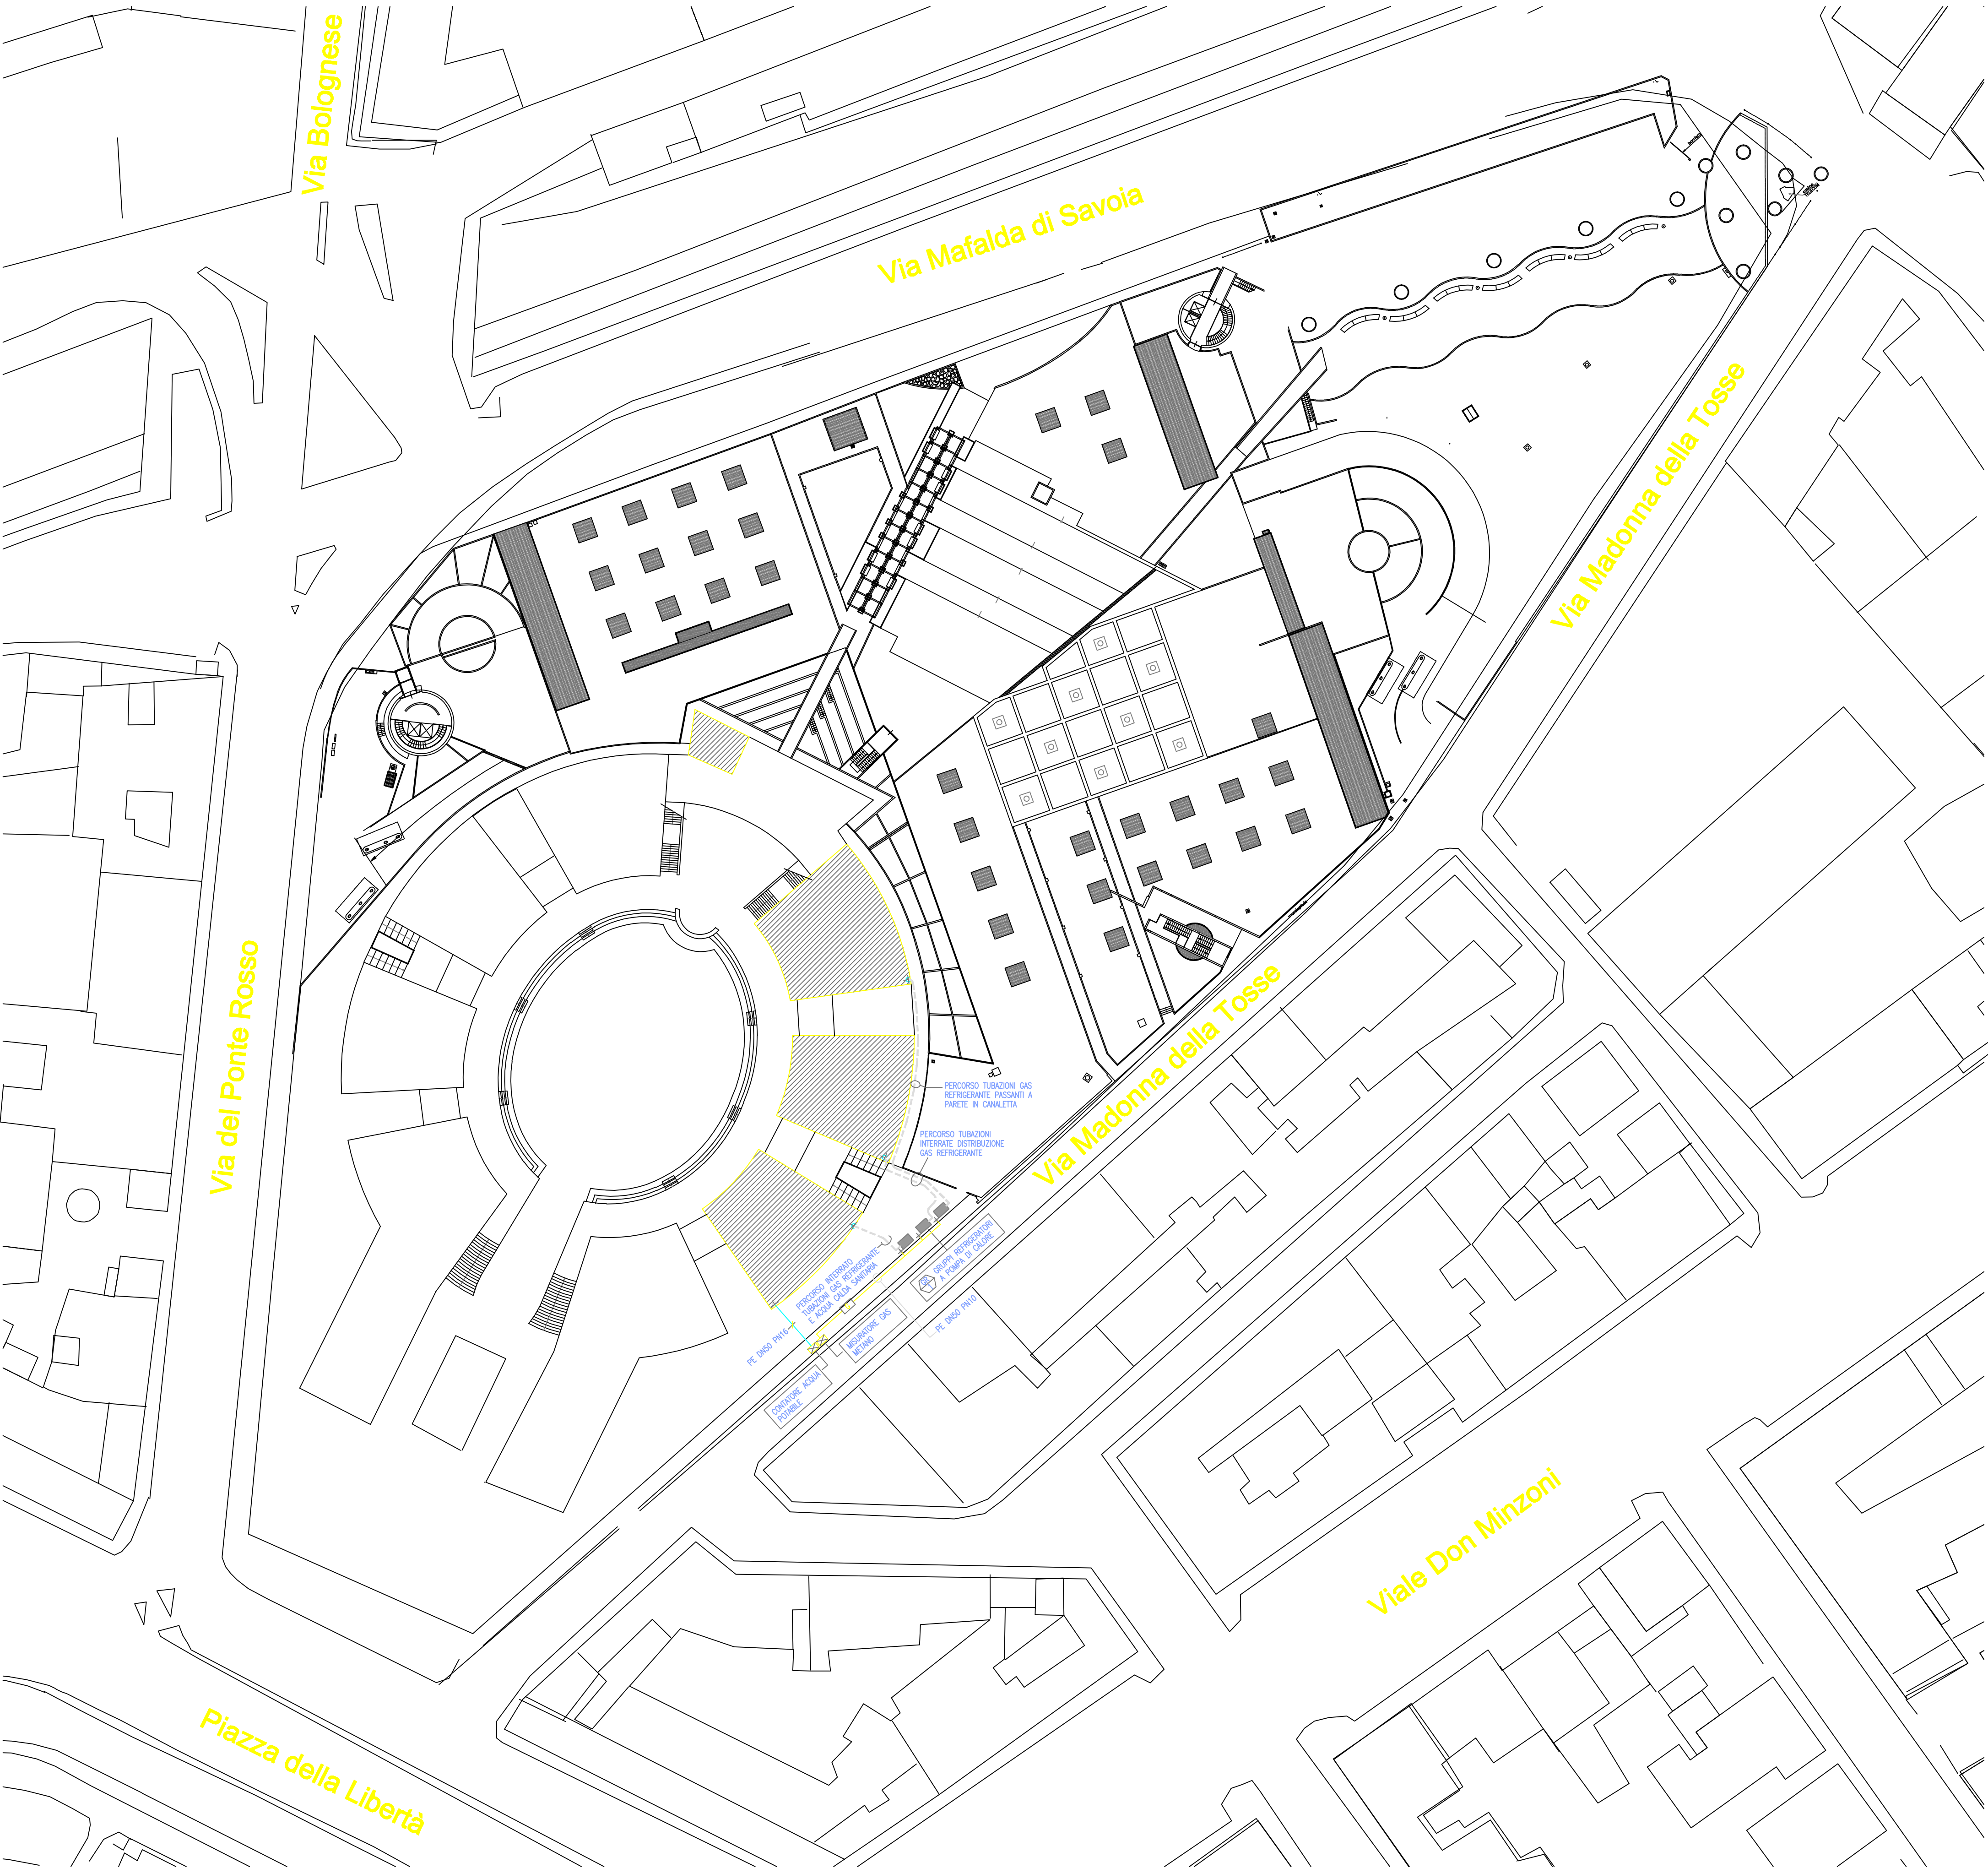 Via Bolognese
Via Mafalda di Savoia
Via Madonna della Tosse
Via del Ponte Rosso
PERCORSO TUBAZIONI GAS
REFRIGERANTE PASSANTI A
PARETE IN CANALETTA
PERCORSO TUBAZIONI
INTERRATE DISTRIBUZIONE
GAS REFRIGERANTE
Via Madonna della Tosse
PERCORSO INTERRATO
TUBAZIONI GAS REFRIGERANTE
E ACQUA CALDA SANITARIA
GRUPPI REFRIGERATORI
A POMPA DI CALORE
PE DN50 PN16
MISURATORE GAS
METANO
PE DN50 PN10
CONTATORE ACQUA
POTABILE
Viale Don Minzoni
Piazza della Libertà